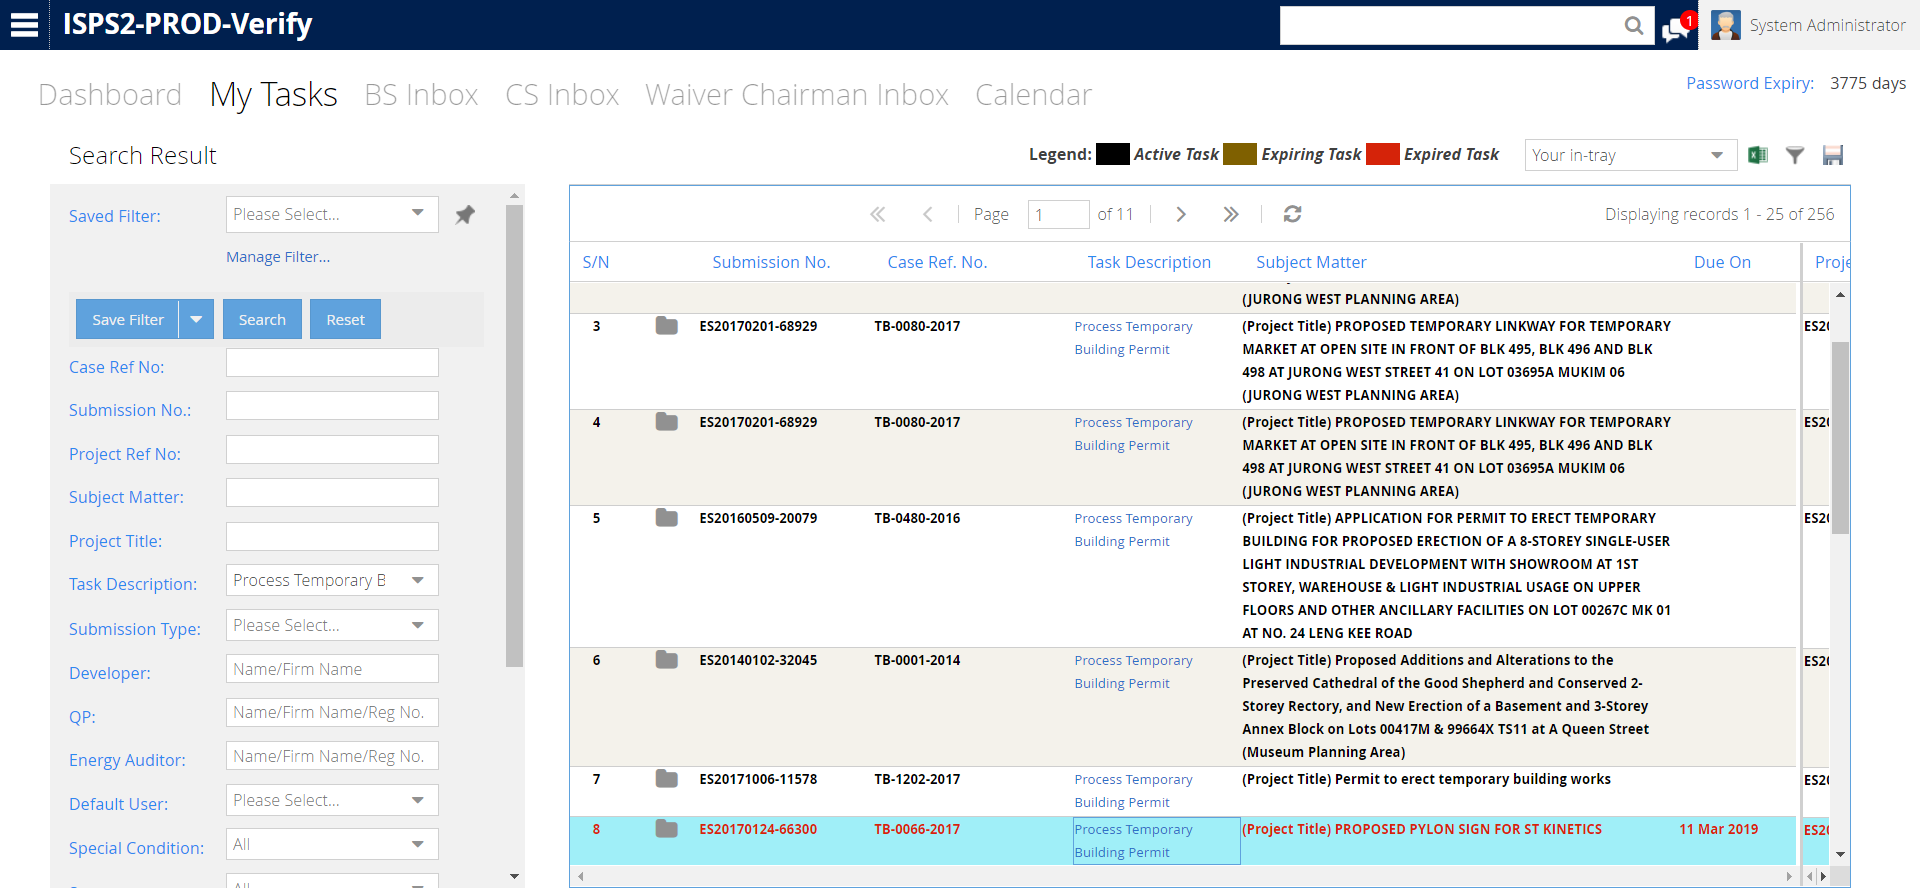 ISPS2-PROD-Verify
1
System Administrator
Dashboard My Tasks BS Inbox CS Inbox Waiver Chairman Inbox Calendar
Password Expiry: 3775 days
Search Result
Legend: Active Task Expiring Task Expired Task
Your in-tray
Saved Filter: Please Select...
Manage Filter...
Save Filter Search Reset
Case Ref No:
Submission No.:
Project Ref No:
Subject Matter:
Project Title:
Task Description: Process Temporary B
Submission Type: Please Select...
Developer: Name/Firm Name
QP: Name/Firm Name/Reg No.
Energy Auditor: Name/Firm Name/Reg No.
Default User: Please Select...
Special Condition: All
Page 1 of 11
Displaying records 1 - 25 of 256
S/N Submission No. Case Ref. No. Task Description Subject Matter Due On Proje
(JURONG WEST PLANNING AREA)
3 ES20170201-68929 TB-0080-2017 Process Temporary (Project Title) PROPOSED TEMPORARY LINKWAY FOR TEMPORARY ES20
Building Permit MARKET AT OPEN SITE IN FRONT OF BLK 495, BLK 496 AND BLK
498 AT JURONG WEST STREET 41 ON LOT 03695A MUKIM 06
(JURONG WEST PLANNING AREA)
4 ES20170201-68929 TB-0080-2017 Process Temporary (Project Title) PROPOSED TEMPORARY LINKWAY FOR TEMPORARY ES20
Building Permit MARKET AT OPEN SITE IN FRONT OF BLK 495, BLK 496 AND BLK
498 AT JURONG WEST STREET 41 ON LOT 03695A MUKIM 06
(JURONG WEST PLANNING AREA)
5 ES20160509-20079 TB-0480-2016 Process Temporary (Project Title) APPLICATION FOR PERMIT TO ERECT TEMPORARY ES20
Building Permit BUILDING FOR PROPOSED ERECTION OF A 8-STOREY SINGLE-USER
LIGHT INDUSTRIAL DEVELOPMENT WITH SHOWROOM AT 1ST
STOREY, WAREHOUSE & LIGHT INDUSTRIAL USAGE ON UPPER
FLOORS AND OTHER ANCILLARY FACILITIES ON LOT 00267C MK 01
AT NO. 24 LENG KEE ROAD
6 ES20140102-32045 TB-0001-2014 Process Temporary (Project Title) Proposed Additions and Alterations to the ES20
Building Permit Preserved Cathedral of the Good Shepherd and Conserved 2-
Storey Rectory, and New Erection of a Basement and 3-Storey
Annex Block on Lots 00417M & 99664X TS11 at A Queen Street
(Museum Planning Area)
7 ES20171006-11578 TB-1202-2017 Process Temporary (Project Title) Permit to erect temporary building works ES20
Building Permit
8 ES20170124-66300 TB-0066-2017 Process Temporary (Project Title) PROPOSED PYLON SIGN FOR ST KINETICS 11 Mar 2019 ES20
Building Permit